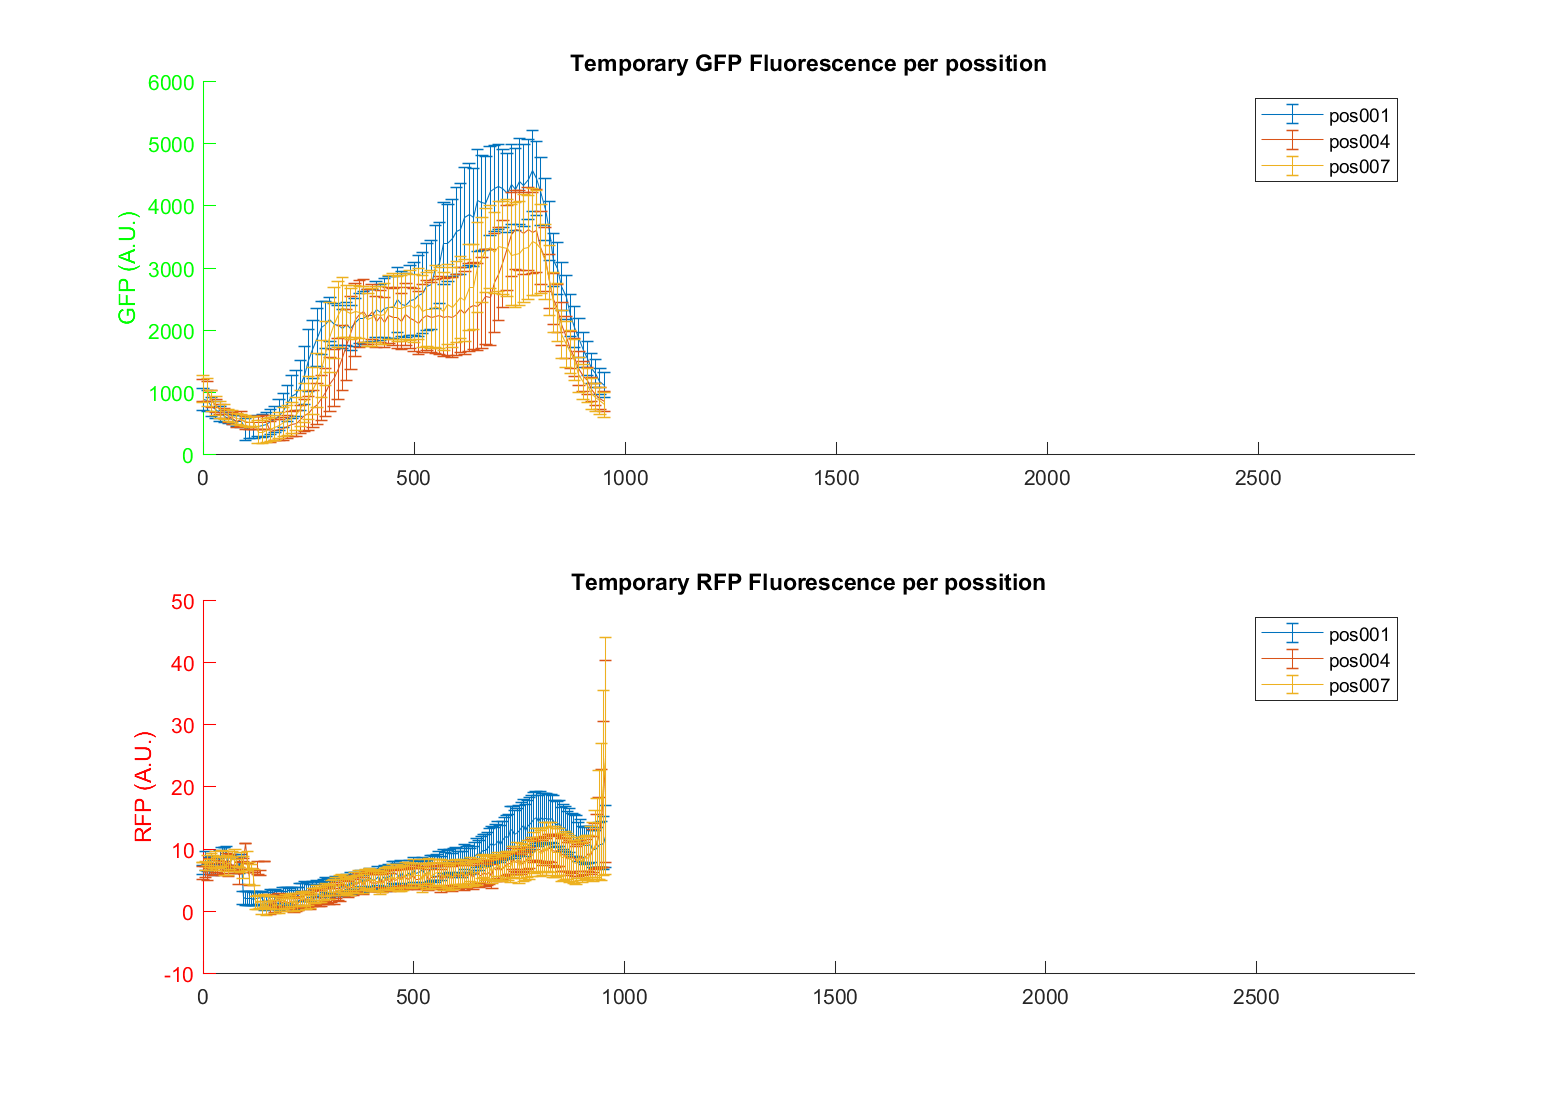 Temporary GFP Fluorescence per possition
6000
5000
4000
3000
2000
1000
0
GFP (A.U.)
0 500 1000 1500 2000 2500
pos001
pos004
pos007
Temporary RFP Fluorescence per possition
50
40
30
20
10
0
-10
RFP (A.U.)
0 500 1000 1500 2000 2500
pos001
pos004
pos007